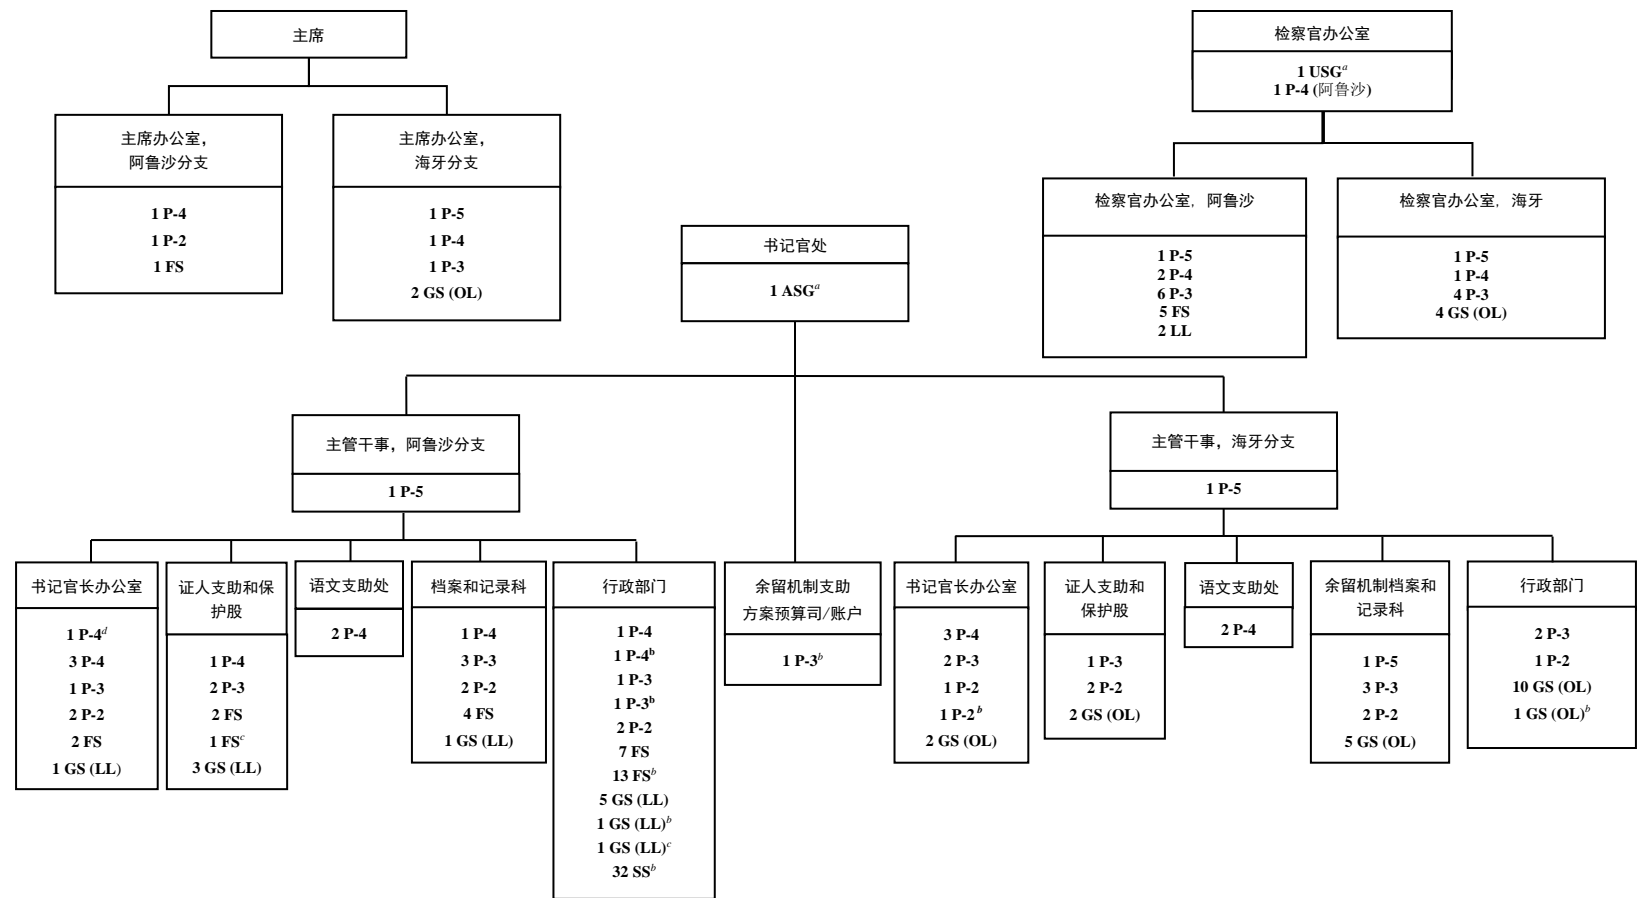 主席
主席办公室，
阿鲁沙分支
1 P-4
1 P-2
1 FS
主席办公室，
海牙分支
1 P-5
1 P-4
1 P-3
2 GS (OL)
检察官办公室
1 USGᵃ
1 P-4 (阿鲁沙)
检察官办公室, 阿鲁沙
1 P-5
2 P-4
6 P-3
5 FS
2 LL
检察官办公室, 海牙
1 P-5
1 P-4
4 P-3
4 GS (OL)
书记官处
1 ASGᵃ
主管干事，阿鲁沙分支
1 P-5
主管干事，海牙分支
1 P-5
书记官长办公室
1 P-4ᵈ
3 P-4
1 P-3
2 P-2
2 FS
1 GS (LL)
证人支助和保
护股
1 P-4
2 P-3
2 FS
1 FSᶜ
3 GS (LL)
语文支助处
2 P-4
档案和记录科
1 P-4
3 P-3
2 P-2
4 FS
1 GS (LL)
行政部门
1 P-4
1 P-4ᵇ
1 P-3
1 P-3ᵇ
2 P-2
7 FS
13 FSᵇ
5 GS (LL)
1 GS (LL)ᵇ
1 GS (LL)ᶜ
32 SSᵇ
余留机制支助
方案预算司/账户
1 P-3ᵇ
书记官长办公室
3 P-4
2 P-3
1 P-2
1 P-2ᵇ
2 GS (OL)
证人支助和
保护股
1 P-3
2 P-2
2 GS (OL)
语文支助处
2 P-4
余留机制档案和
记录科
1 P-5
3 P-3
2 P-2
5 GS (OL)
行政部门
2 P-3
1 P-2
10 GS (OL)
1 GS (OL)ᵇ